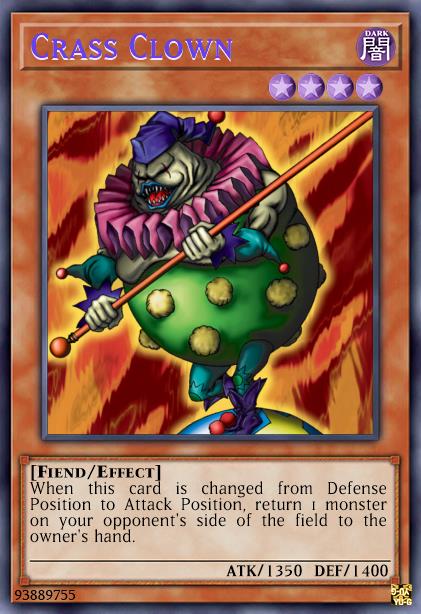 Crass Clown
DARK
闇
[Fiend/Effect]
When this card is changed from Defense
Position to Attack Position, return 1 monster
on your opponent's side of the field to the
owner's hand.
ATK/1350 DEF/1400
93889755